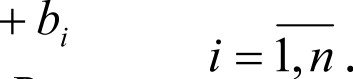 + b_i i = \overline{1,n} .